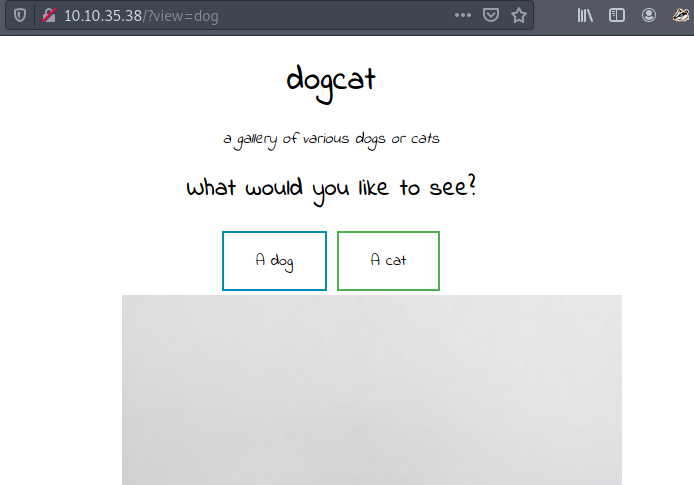 10.10.35.38/?view=dog
dogcat
a gallery of various dogs or cats
what would you like to see?
A dog
A cat